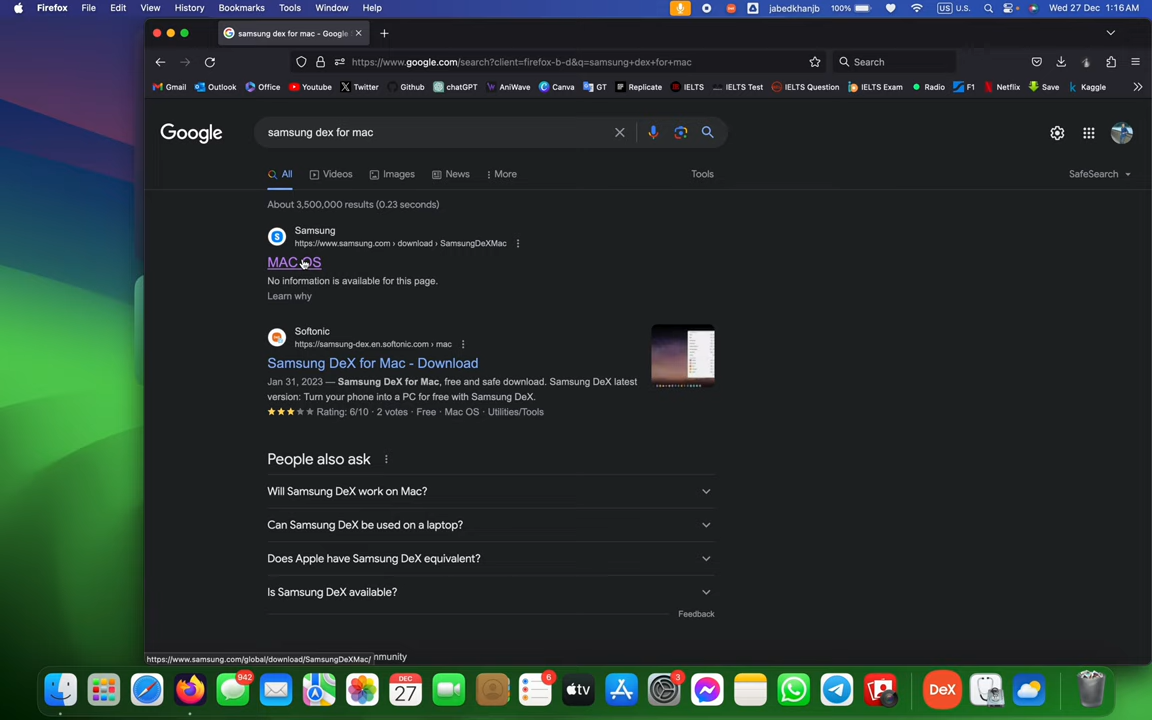 Firefox File Edit View History Bookmarks Tools Window Help jabedkhanjb 100% US U.S. Wed 27 Dec 1:16 AM
samsung dex for mac - Google
https://www.google.com/search?client=firefox-b-d&q=samsung+dex+for+mac Search
Gmail Outlook Office Youtube Twitter Github chatGPT AniWave Canva GT Replicate IELTS IELTS Test IELTS Question IELTS Exam Radio F1 Netflix Save Kaggle
Google samsung dex for mac
All Videos Images News More Tools SafeSearch
About 3,500,000 results (0.23 seconds)
Samsung
https://www.samsung.com › download › SamsungDeXMac
MAC OS
No information is available for this page.
Learn why
Softonic
https://samsung-dex.en.softonic.com › mac
Samsung DeX for Mac - Download
Jan 31, 2023 — Samsung DeX for Mac, free and safe download. Samsung DeX latest
version: Turn your phone into a PC for free with Samsung DeX.
Rating: 6/10 · 2 votes · Free · Mac OS · Utilities/Tools
People also ask
Will Samsung DeX work on Mac?
Can Samsung DeX be used on a laptop?
Does Apple have Samsung DeX equivalent?
Is Samsung DeX available?
Feedback
https://www.samsung.com/global/download/SamsungDeXMac/ mmunity
942 DEC 27 6 tv 3 DeX